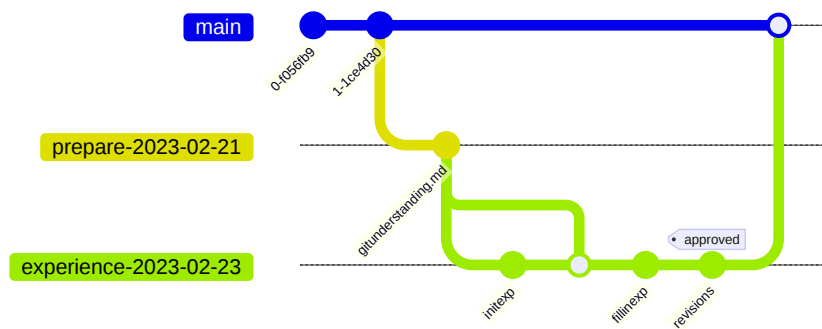 main
0-f056fb9
1-1ce4d30
prepare-2023-02-21
gitunderstanding.md
approved
experience-2023-02-23
initexp
fillinexp
revisions